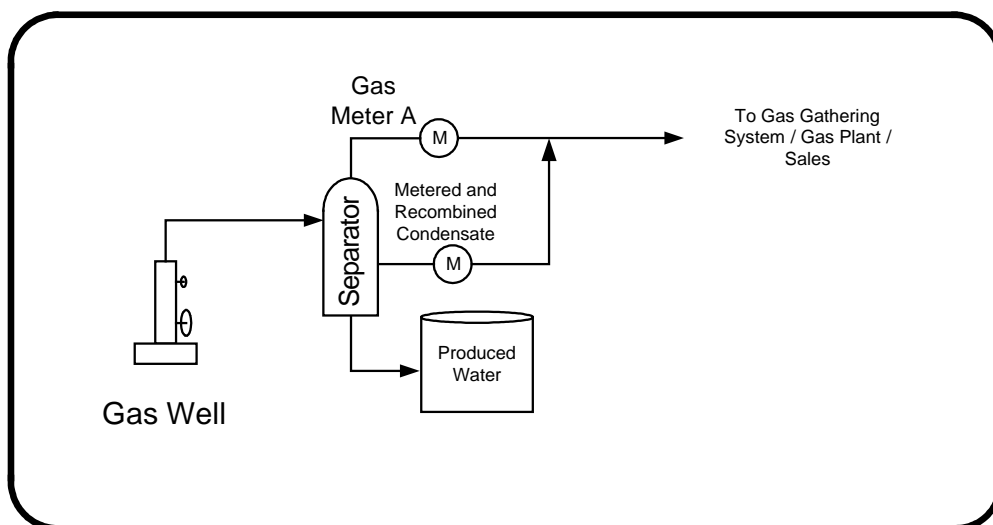 Gas
Meter A
M
To Gas Gathering
System / Gas Plant /
Sales
Metered and
Recombined
Condensate
M
Separator
Produced
Water
Gas Well